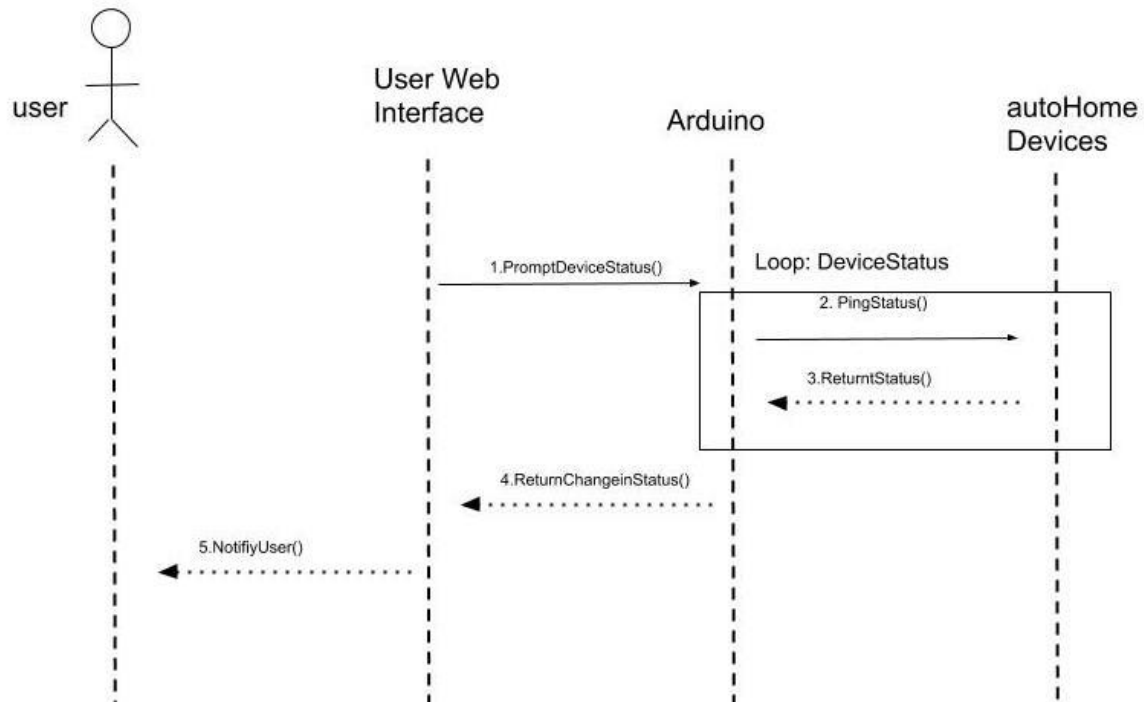 user
User Web
Interface
Arduino
autoHome
Devices
1.PromptDeviceStatus()
Loop: DeviceStatus
2. PingStatus()
3.ReturntStatus()
4.ReturnChangeinStatus()
5.NotifiyUser()